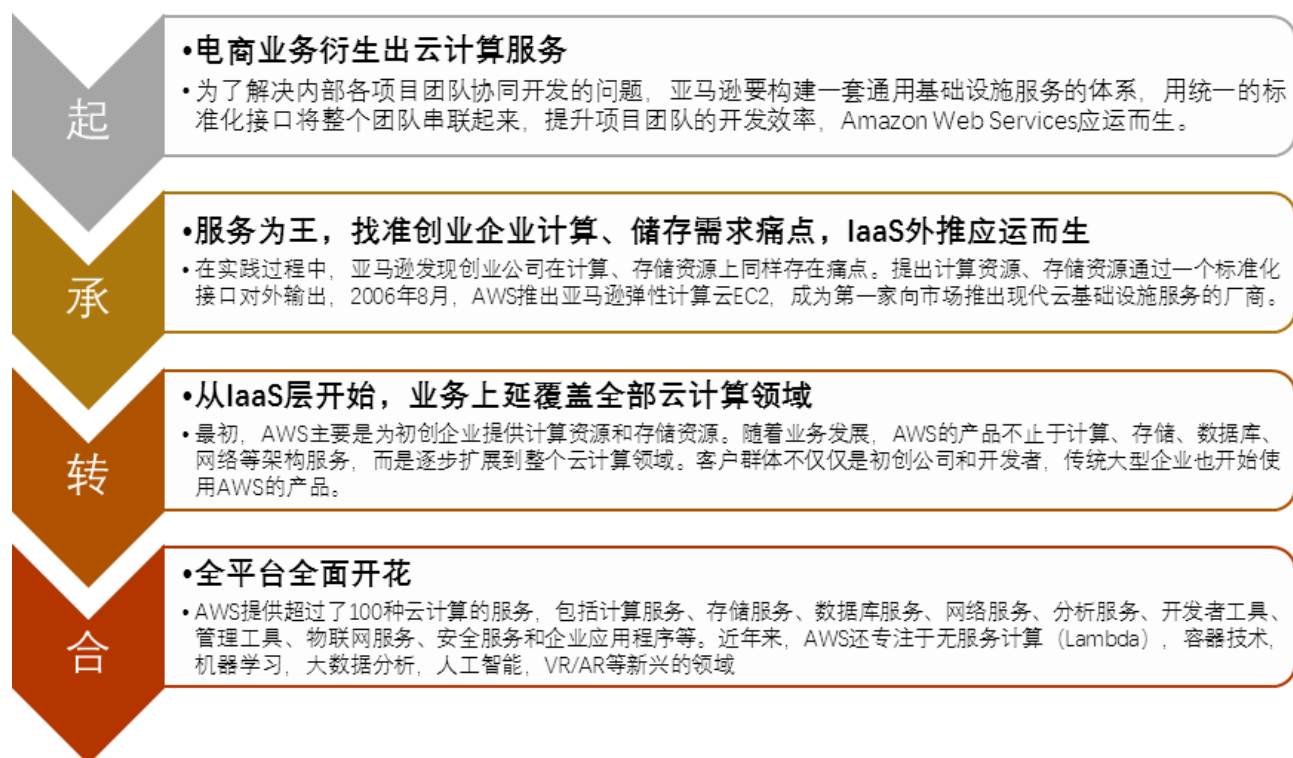 起
•电商业务衍生出云计算服务
•为了解决内部各项目团队协同开发的问题，亚马逊要构建一套通用基础设施服务的体系，用统一的标
准化接口将整个团队串联起来，提升项目团队的开发效率，Amazon Web Services应运而生。
承
•服务为王，找准创业企业计算、储存需求痛点，IaaS外推应运而生
•在实践过程中，亚马逊发现创业公司在计算、存储资源上同样存在痛点。提出计算资源、存储资源通过一个标准化
接口对外输出，2006年8月，AWS推出亚马逊弹性计算云EC2，成为第一家向市场推出现代云基础设施服务的厂商。
转
•从IaaS层开始，业务上延覆盖全部云计算领域
•最初，AWS主要是为初创企业提供计算资源和存储资源。随着业务发展，AWS的产品不止于计算、存储、数据库、
网络等架构服务，而是逐步扩展到整个云计算领域。客户群体不仅仅是初创公司和开发者，传统大型企业也开始使
用AWS的产品。
合
•全平台全面开花
•AWS提供超过了100种云计算的服务，包括计算服务、存储服务、数据库服务、网络服务、分析服务、开发者工具、
管理工具、物联网服务、安全服务和企业应用程序等。近年来，AWS还专注于无服务计算（Lambda），容器技术，
机器学习，大数据分析，人工智能，VR/AR等新兴的领域